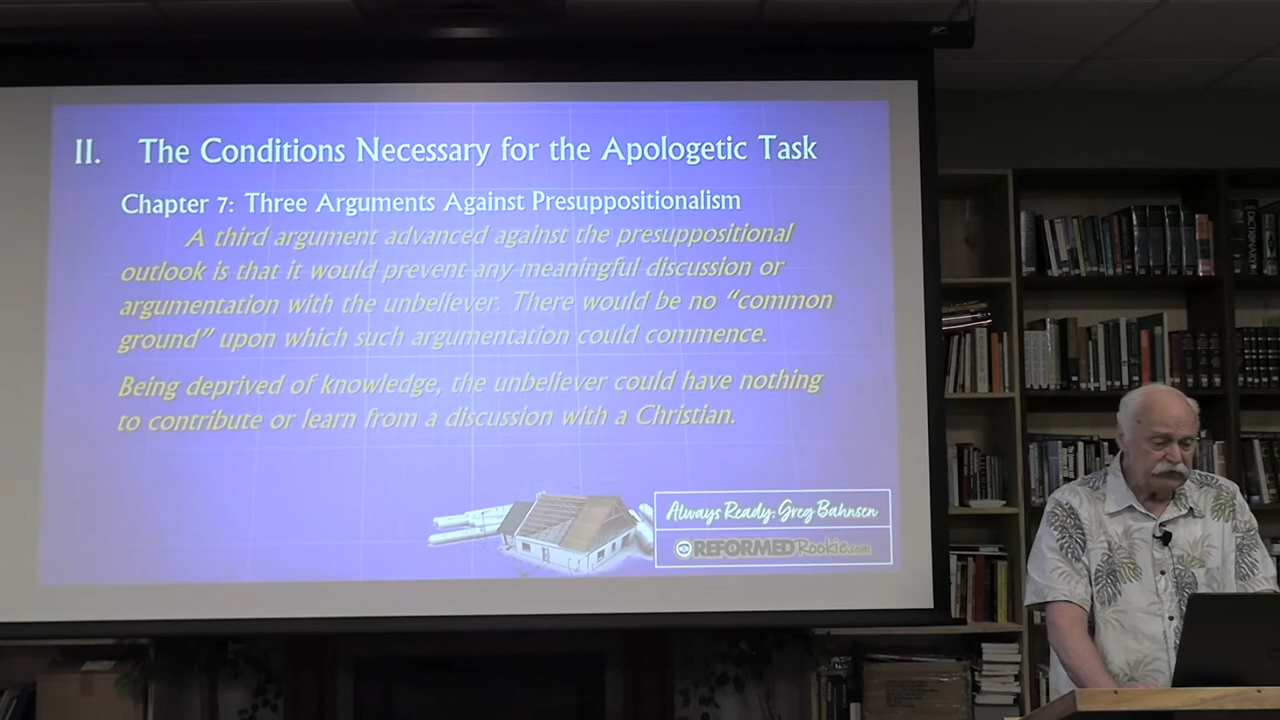 II. The Conditions Necessary for the Apologetic Task
Chapter 7: Three Arguments Against Presuppositionalism
A third argument advanced against the presuppositional
outlook is that it would prevent any meaningful discussion or
argumentation with the unbeliever. There would be no “common
ground” upon which such argumentation could commence.
Being deprived of knowledge, the unbeliever could have nothing
to contribute or learn from a discussion with a Christian.
Always Ready: Greg Bahnsen
REFORMEDRookie.com
DICTIONARY